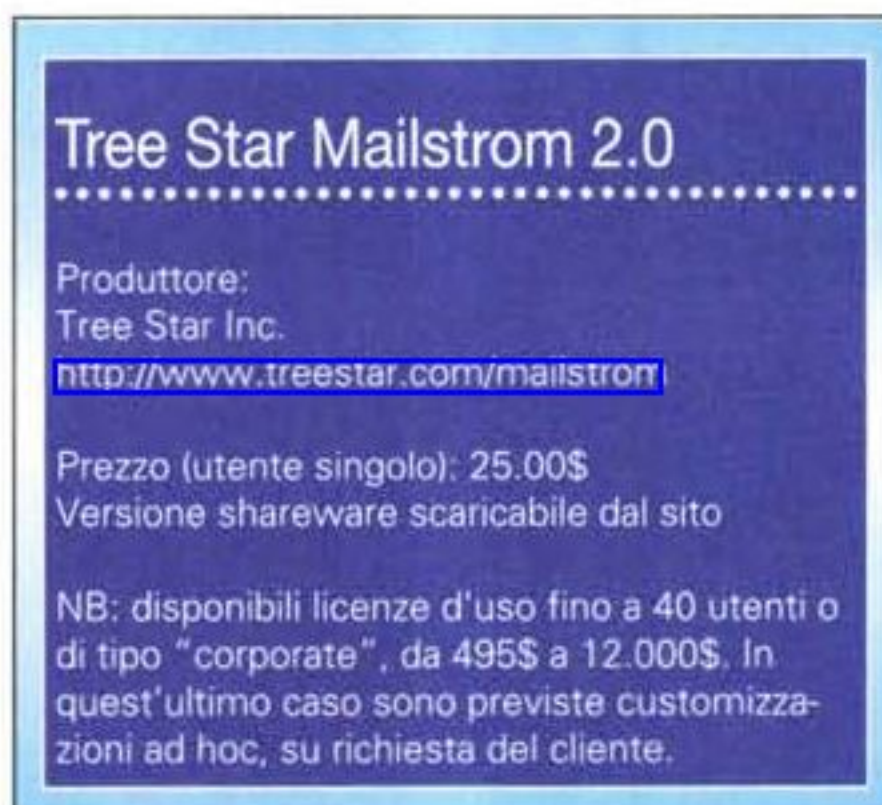 Tree Star Mailstrom 2.0
Produttore:
Tree Star Inc.
http://www.treestar.com/mailstrom
Prezzo (utente singolo): 25.00$
Versione shareware scaricabile dal sito
NB: disponibili licenze d'uso fino a 40 utenti o
di tipo "corporate", da 495$ a 12.000$. In
quest'ultimo caso sono previste customizza-
zioni ad hoc, su richiesta del cliente.